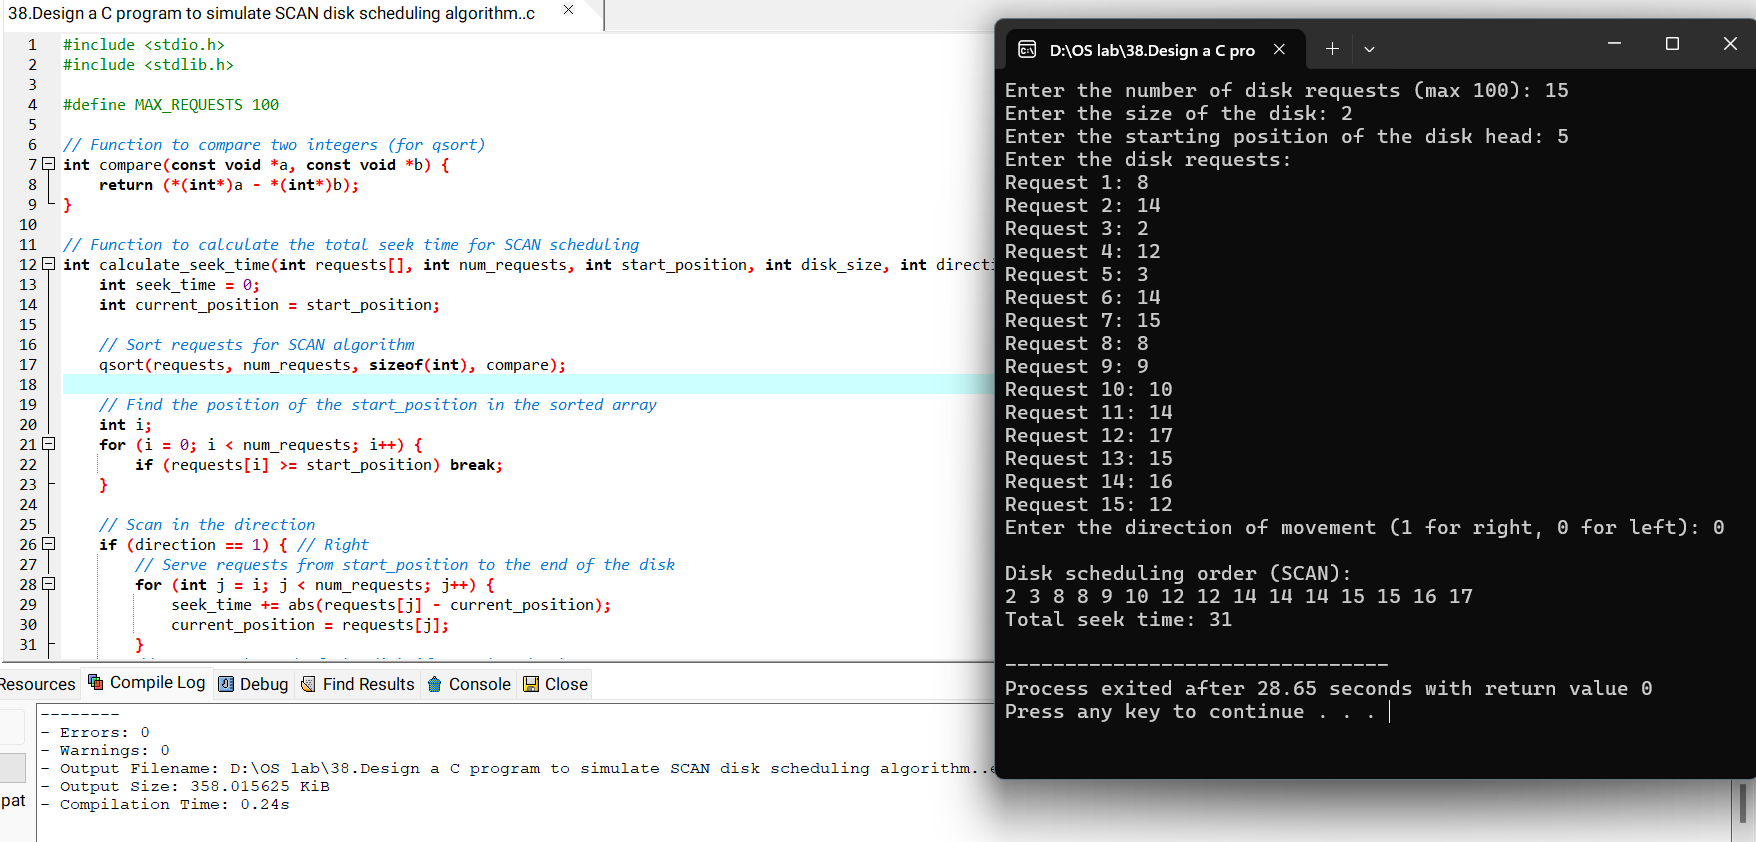 38.Design a C program to simulate SCAN disk scheduling algorithm..c
1 #include <stdio.h>
2 #include <stdlib.h>
3
4 #define MAX_REQUESTS 100
5
6 // Function to compare two integers (for qsort)
7 int compare(const void *a, const void *b) {
8 return (*(int*)a - *(int*)b);
9 }
10
11 // Function to calculate the total seek time for SCAN scheduling
12 int calculate_seek_time(int requests[], int num_requests, int start_position, int disk_size, int directi
13 int seek_time = 0;
14 int current_position = start_position;
15
16 // Sort requests for SCAN algorithm
17 qsort(requests, num_requests, sizeof(int), compare);
18
19 // Find the position of the start_position in the sorted array
20 int i;
21 for (i = 0; i < num_requests; i++) {
22 if (requests[i] >= start_position) break;
23 }
24
25 // Scan in the direction
26 if (direction == 1) { // Right
27 // Serve requests from start_position to the end of the disk
28 for (int j = i; j < num_requests; j++) {
29 seek_time += abs(requests[j] - current_position);
30 current_position = requests[j];
31 }
Resources Compile Log Debug Find Results Console Close
--------
- Errors: 0
- Warnings: 0
- Output Filename: D:\OS lab\38.Design a C program to simulate SCAN disk scheduling algorithm..e
- Output Size: 358.015625 KiB
- Compilation Time: 0.24s
pat
D:\OS lab\38.Design a C pro
Enter the number of disk requests (max 100): 15
Enter the size of the disk: 2
Enter the starting position of the disk head: 5
Enter the disk requests:
Request 1: 8
Request 2: 14
Request 3: 2
Request 4: 12
Request 5: 3
Request 6: 14
Request 7: 15
Request 8: 8
Request 9: 9
Request 10: 10
Request 11: 14
Request 12: 17
Request 13: 15
Request 14: 16
Request 15: 12
Enter the direction of movement (1 for right, 0 for left): 0
Disk scheduling order (SCAN):
2 3 8 8 9 10 12 12 14 14 14 15 15 16 17
Total seek time: 31
--------------------------------
Process exited after 28.65 seconds with return value 0
Press any key to continue . . .